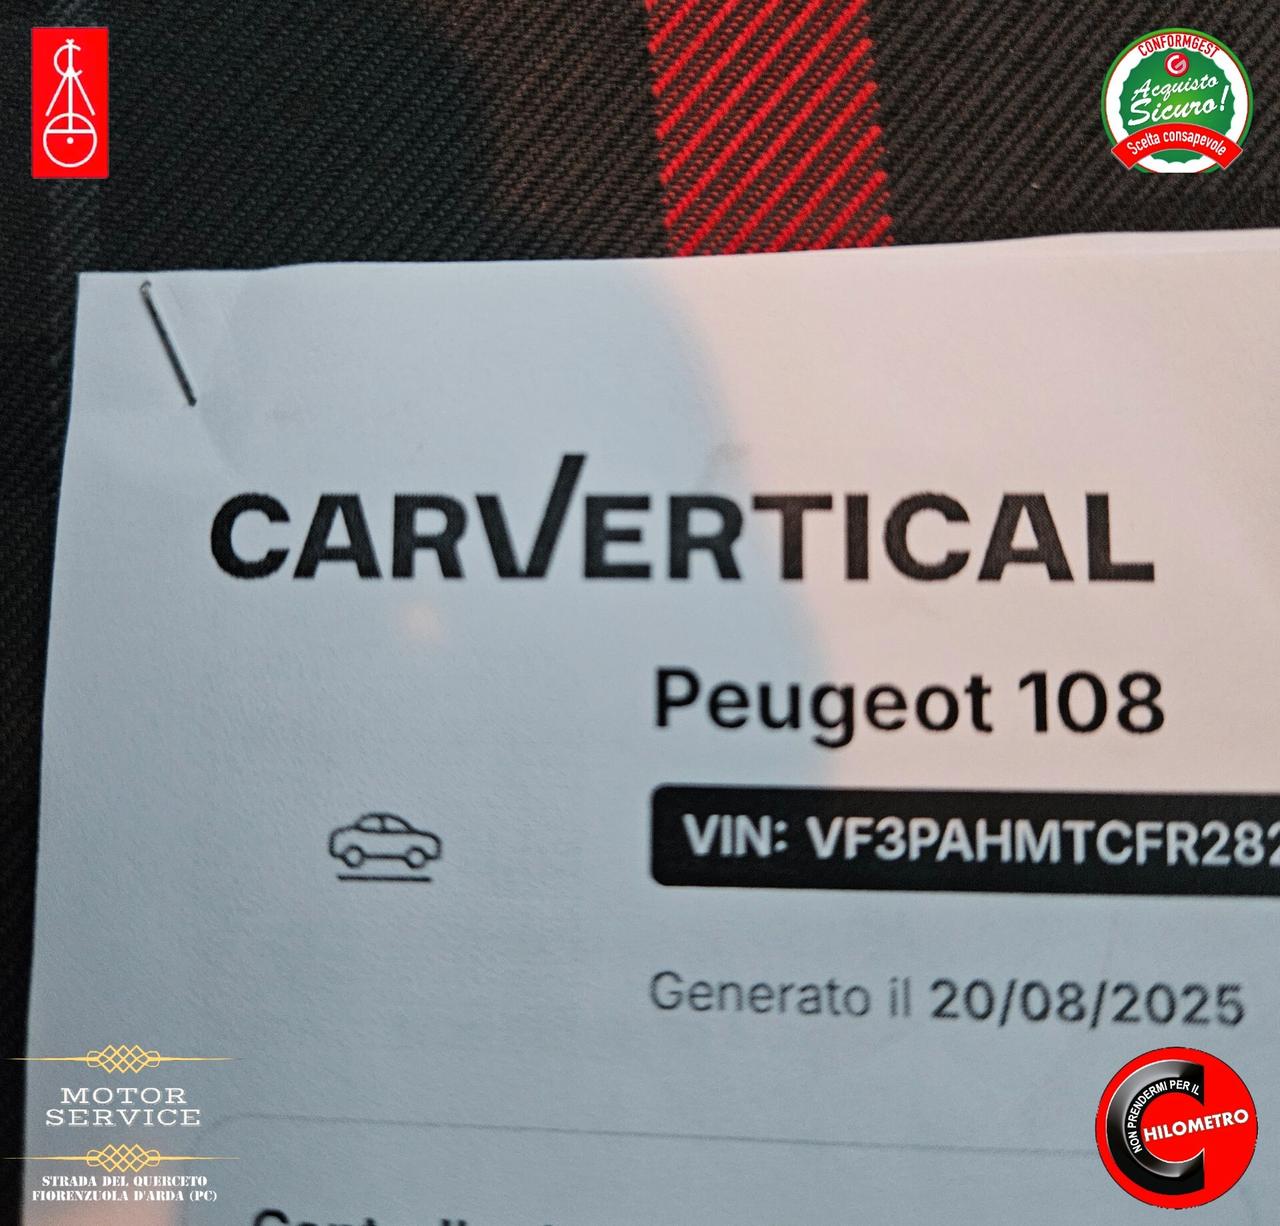 CONFORMGEST
Acquisto
Sicuro!
Scelta consapevole
CARVERTICAL
Peugeot 108
VIN: VF3PAHMTCFR282
Generato il 20/08/2025
MOTOR
SERVICE
STRADA DEL QUERCETO
FIORENZUOLA D'ARDA (PC)
NON PRENDERMI PER IL
CHILOMETRO